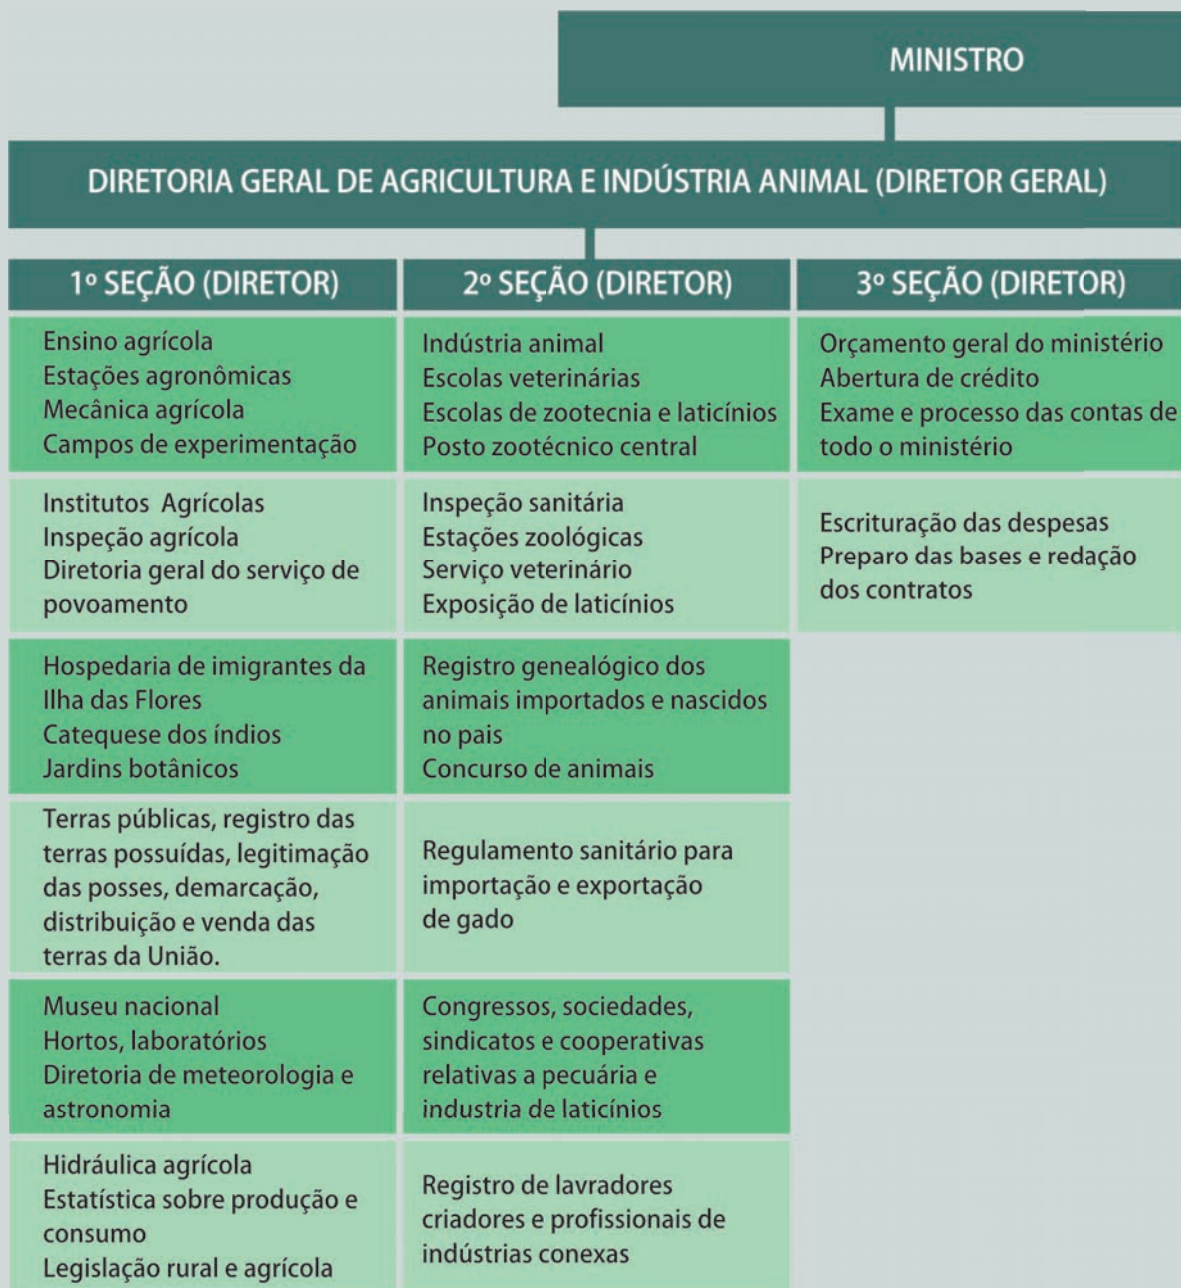 MINISTRO
DIRETORIA GERAL DE AGRICULTURA E INDÚSTRIA ANIMAL (DIRETOR GERAL)
1º SEÇÃO (DIRETOR)
Ensino agrícola
Estações agronômicas
Mecânica agrícola
Campos de experimentação
Institutos Agrícolas
Inspeção agrícola
Diretoria geral do serviço de
povoamento
Hospedaria de imigrantes da
Ilha das Flores
Catequese dos índios
Jardins botânicos
Terras públicas, registro das
terras possuídas, legitimação
das posses, demarcação,
distribuição e venda das
terras da União.
Museu nacional
Hortos, laboratórios
Diretoria de meteorologia e
astronomia
Hidráulica agrícola
Estatística sobre produção e
consumo
Legislação rural e agrícola
2º SEÇÃO (DIRETOR)
Indústria animal
Escolas veterinárias
Escolas de zootecnia e laticínios
Posto zootécnico central
Inspeção sanitária
Estações zoológicas
Serviço veterinário
Exposição de laticínios
Registro genealógico dos
animais importados e nascidos
no pais
Concurso de animais
Regulamento sanitário para
importação e exportação
de gado
Congressos, sociedades,
sindicatos e cooperativas
relativas a pecuária e
industria de laticínios
Registro de lavradores
criadores e profissionais de
indústrias conexas
3º SEÇÃO (DIRETOR)
Orçamento geral do ministério
Abertura de crédito
Exame e processo das contas de
todo o ministério
Escrituração das despesas
Preparo das bases e redação
dos contratos